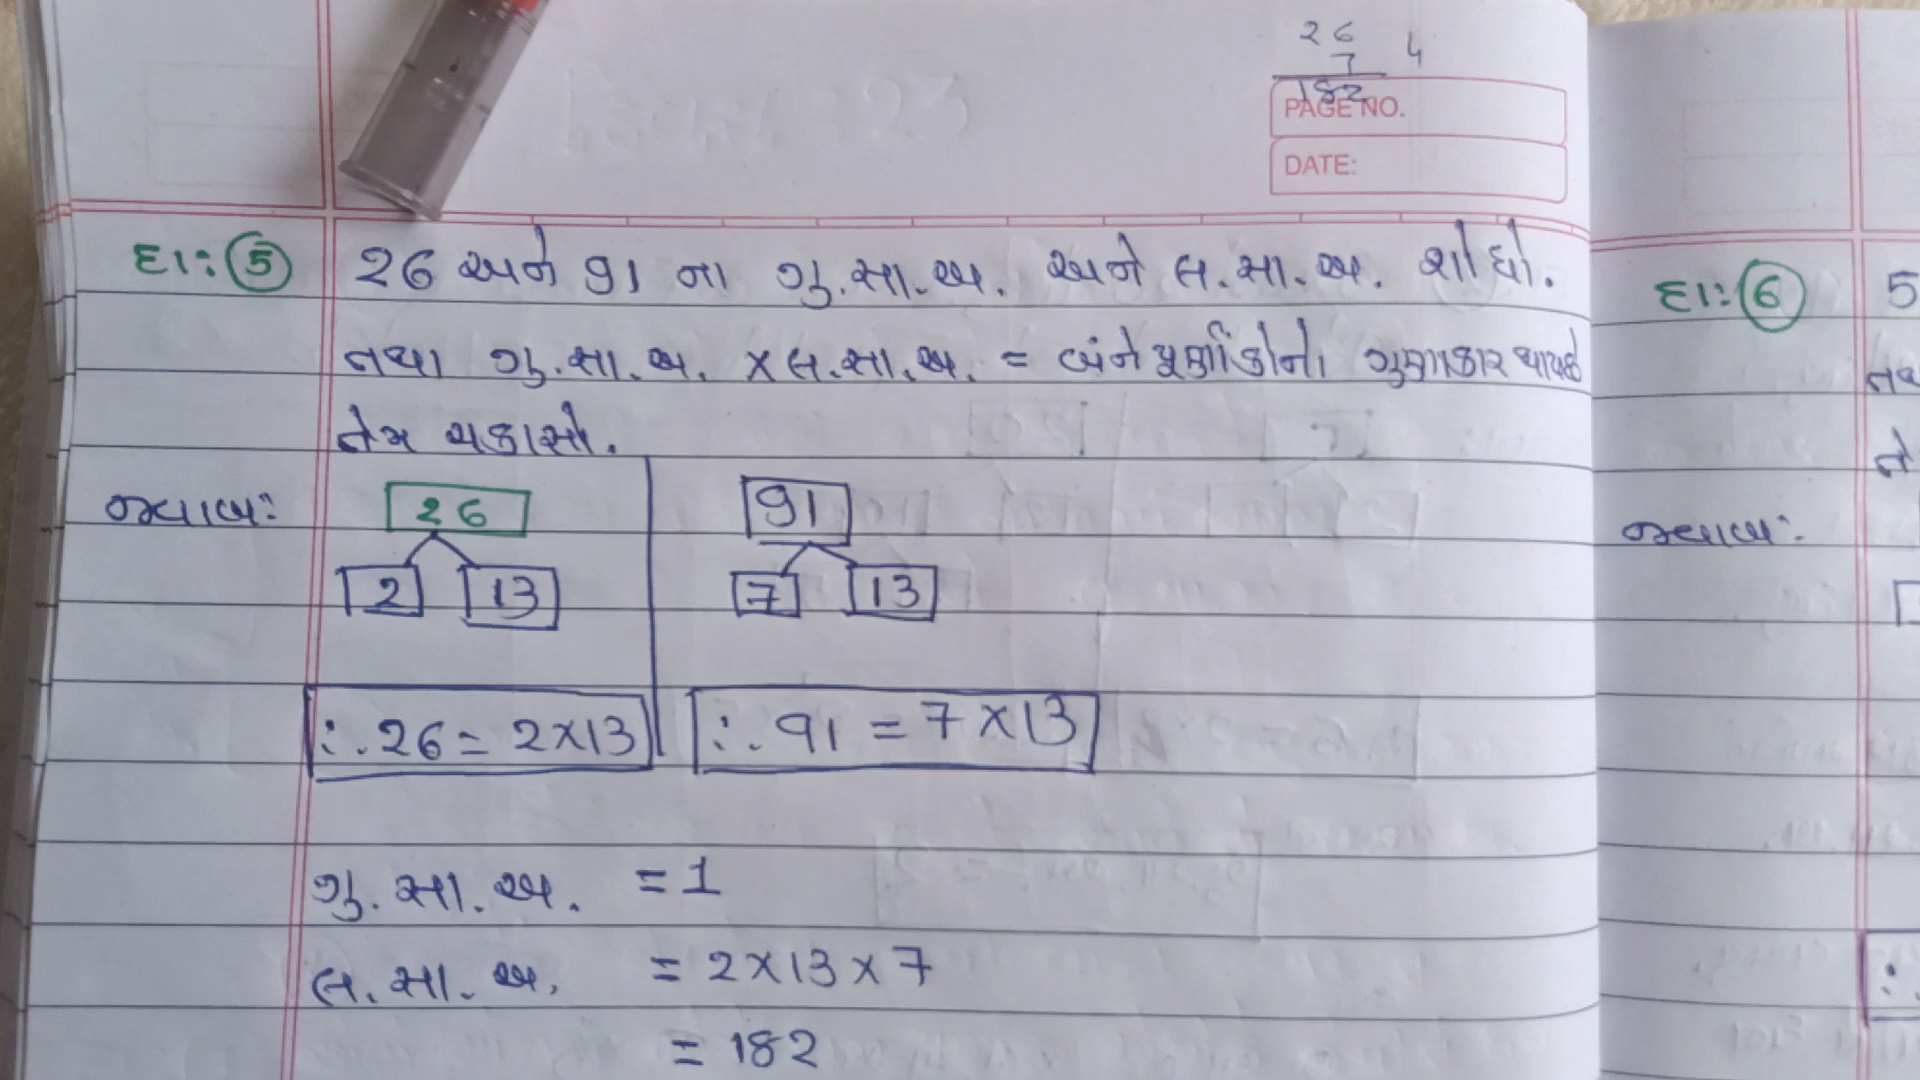 26
7 4
182
PAGE NO.
DATE:
દા:⑤ 26 અને 91 ના ગુ.સા.અ. અને લ.સા.અ. શોધો.
તથા ગુ.સા.અ. × લ.સા.અ. = બંને પૂર્ણાંકોનો ગુણાકાર થાય છે
તેમ ચકાસો.
જવાબ: 26 91
2 13 7 13
∴ 26 = 2×13 ∴ 91 = 7×13
ગુ.સા.અ. = 1
લ.સા.અ. = 2×13×7
= 182
દા:⑥ 5
તથ
તે
જવાબ:
∴